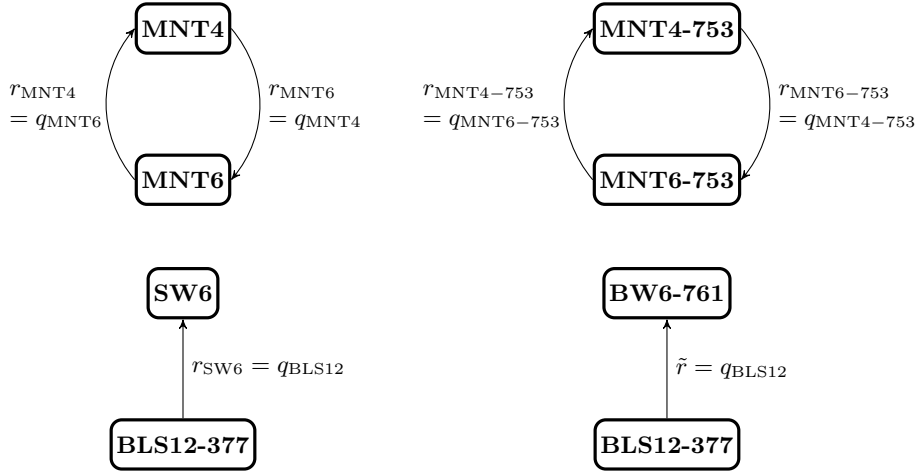 MNT4
r_MNT4
= q_MNT6
r_MNT6
= q_MNT4
MNT6
MNT4-753
r_MNT4−753
= q_MNT6−753
r_MNT6−753
= q_MNT4−753
MNT6-753
SW6
r_SW6 = q_BLS12
BLS12-377
BW6-761
r̃ = q_BLS12
BLS12-377